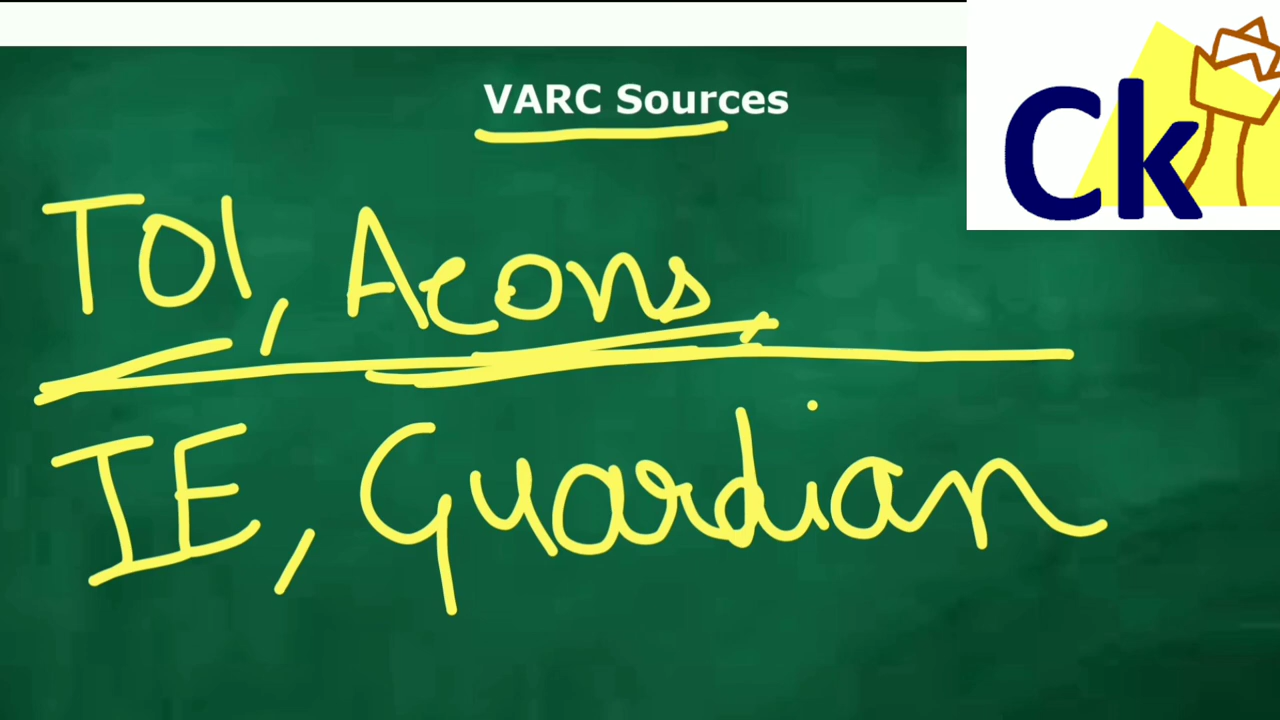 VARC Sources
Ck
TOI, Aeons,
IE, Guardian